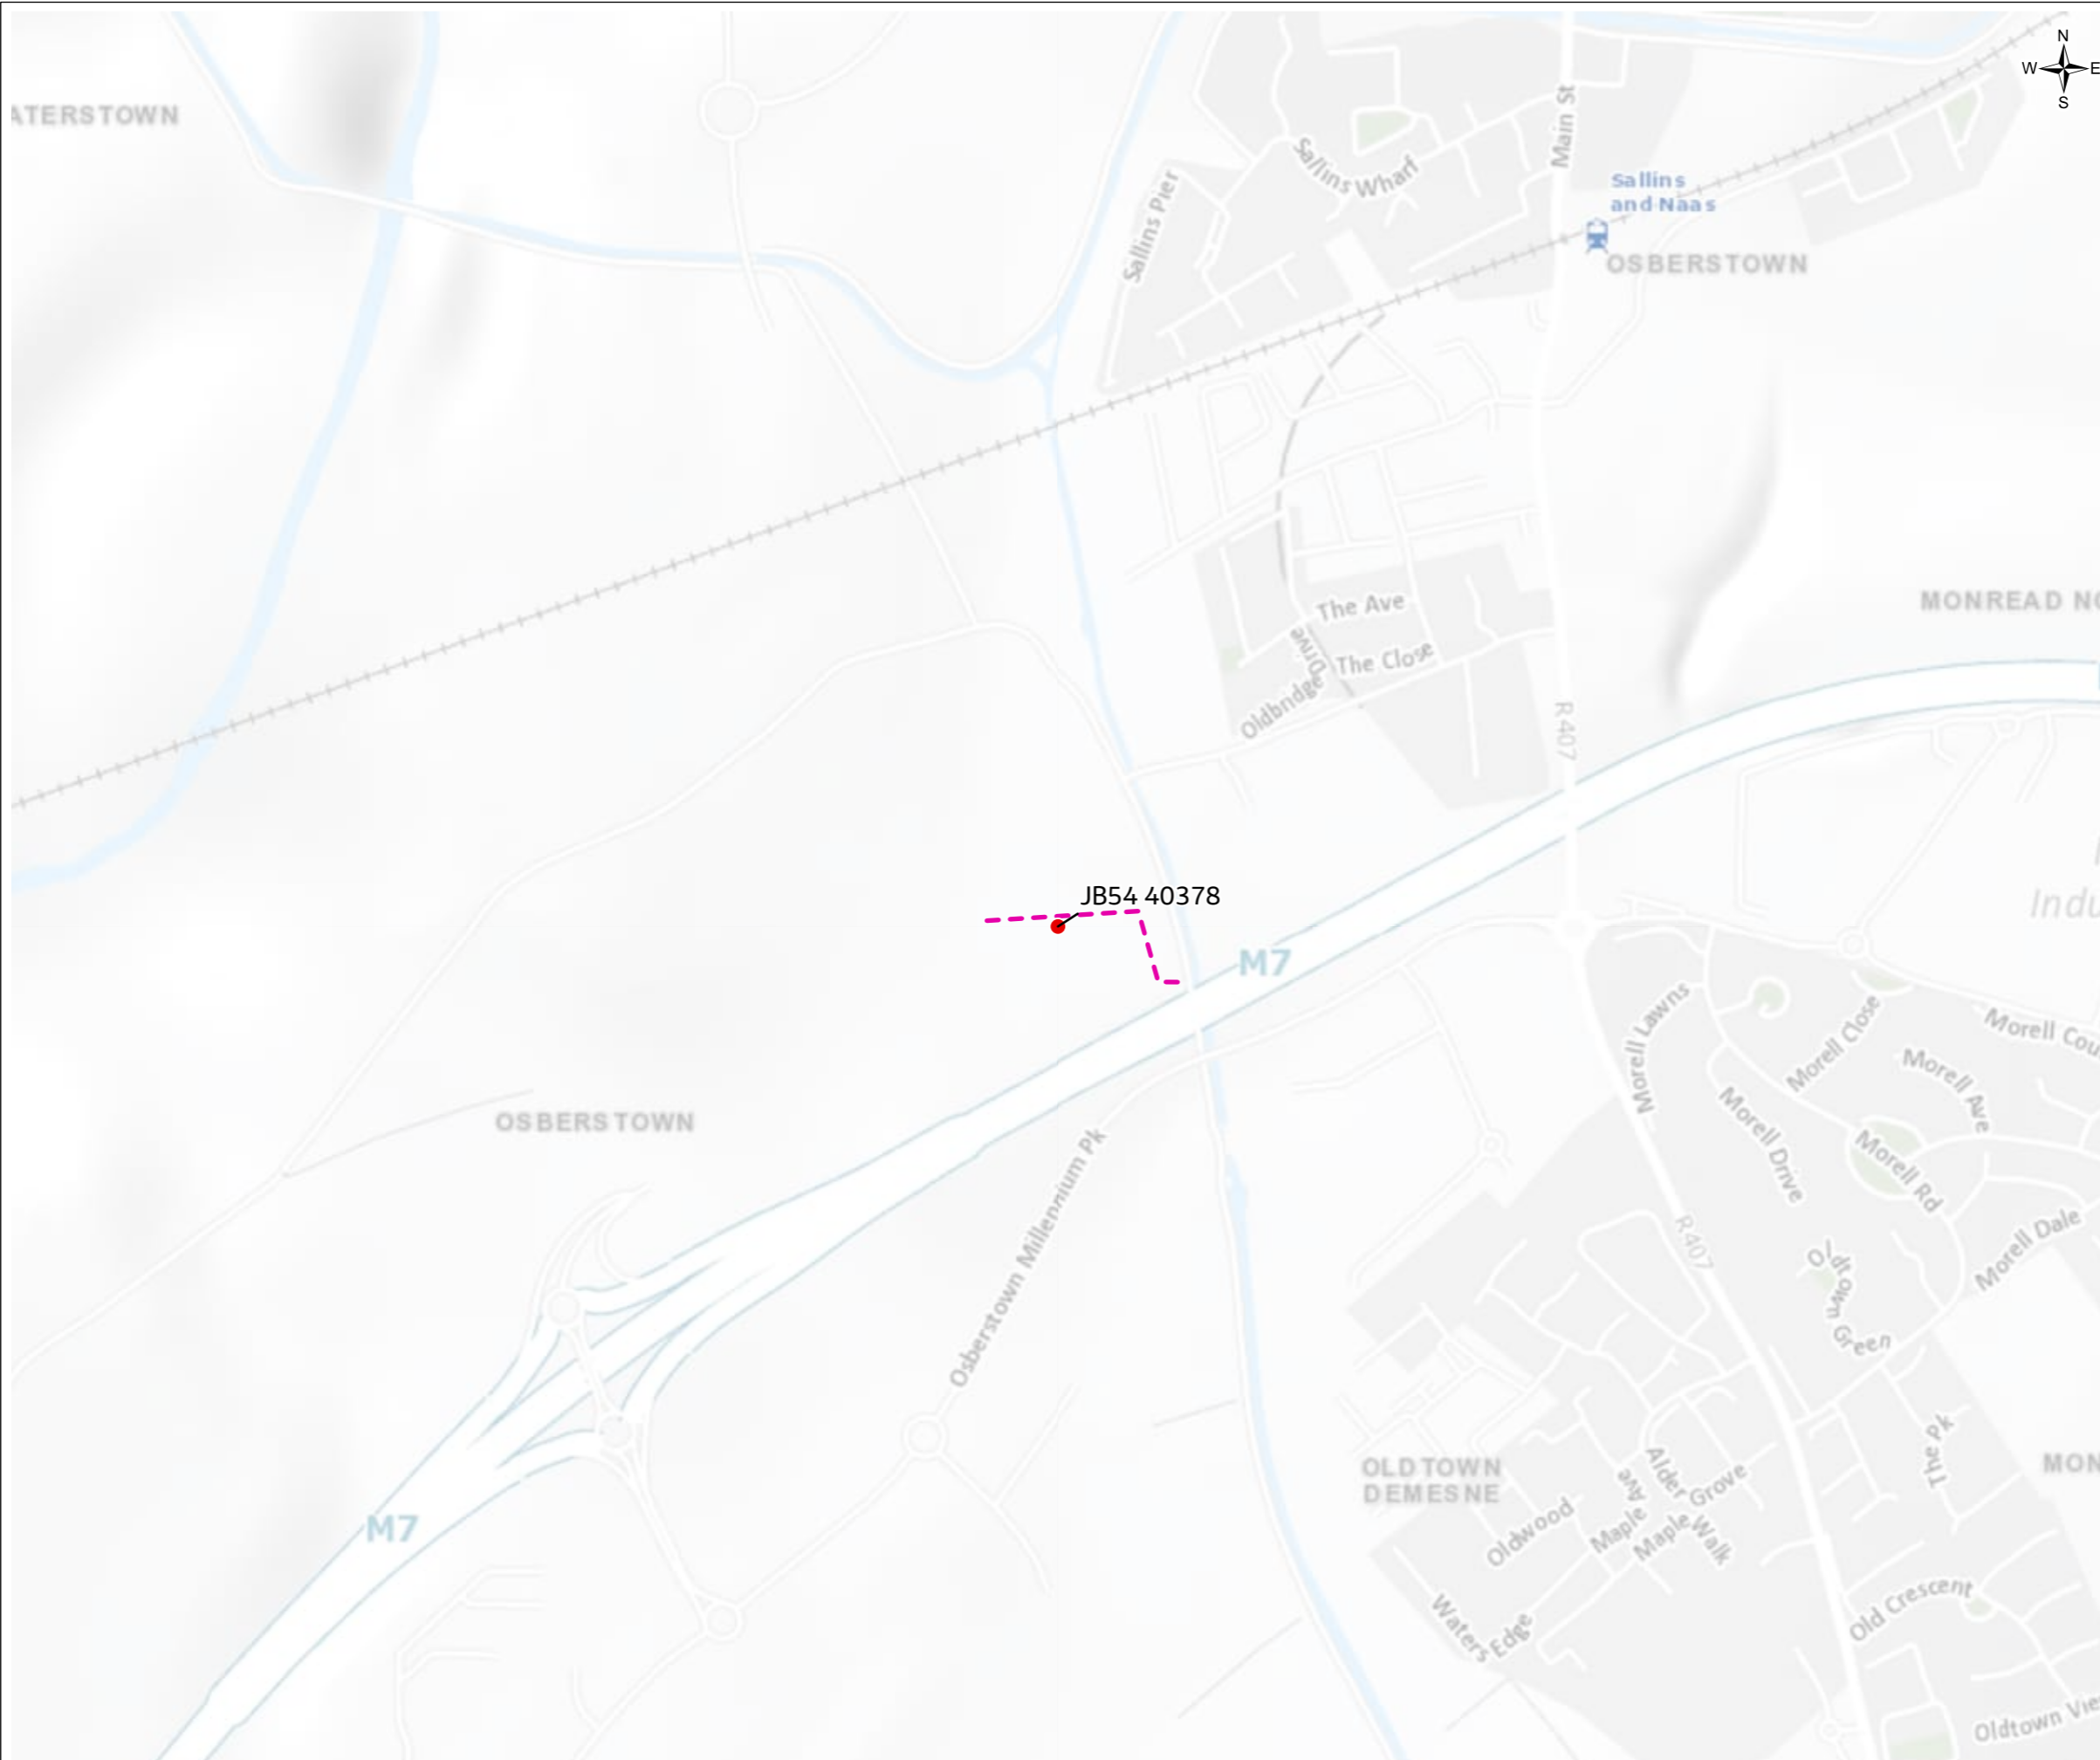 N
W E
S
ATERSTOWN
Main St
Sallins Wharf
Sallins Pier
Sallins
and Naas
OSBERSTOWN
MONREAD NO
The Ave
The Close
Oldbridge
Drive
R407
JB54 40378
M7
Indu
Morell Lawns
Morell Close
Morell Cou
Morell Ave
Morell Drive
Morell Rd
Morell Dale
OSBERSTOWN
Osberstown Millennium Pk
R407
Oldtown
Green
The Pk
OLDTOWN
DEMESNE
MON
M7
Alder Grove
Maple Ave
Maple Walk
Oldwood
Waters Edge
Old Crescent
Oldtown Vie